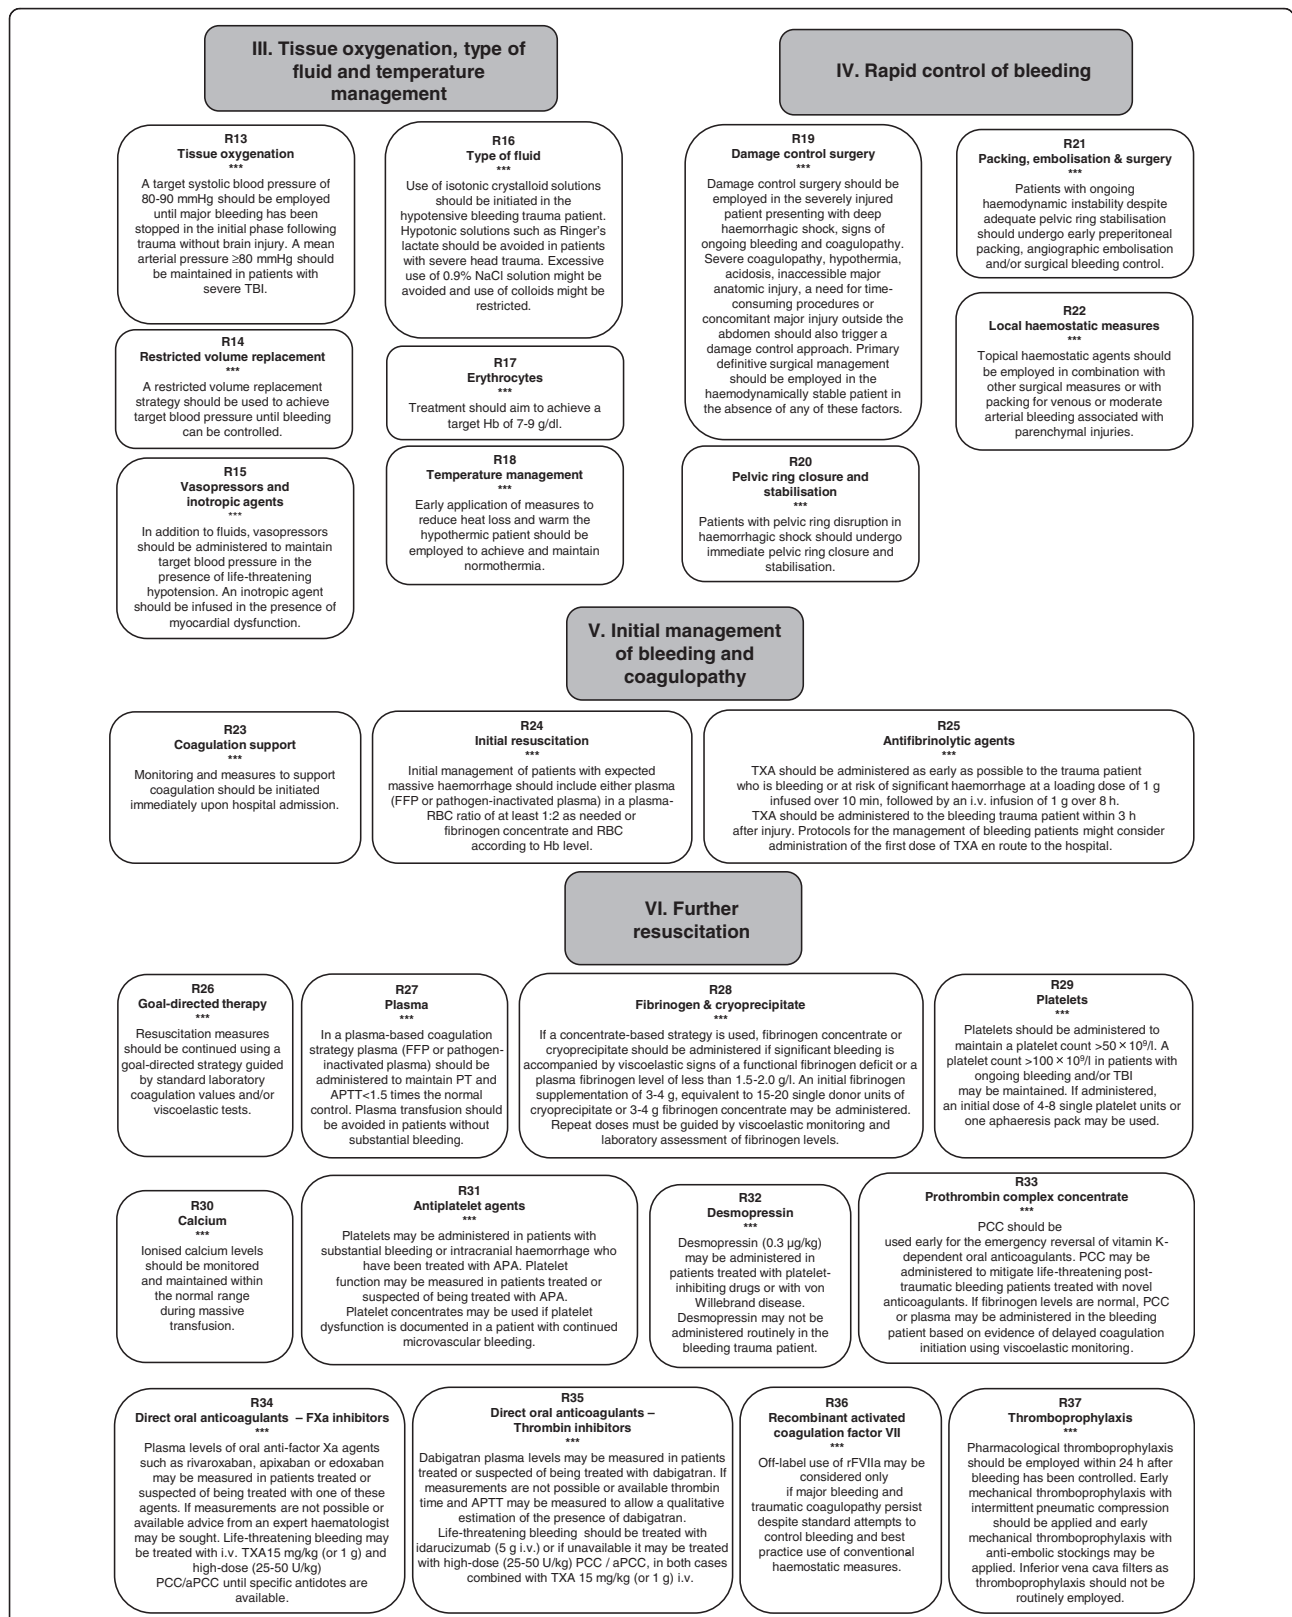 III. Tissue oxygenation, type of
fluid and temperature
management
R13
Tissue oxygenation
***
A target systolic blood pressure of
80-90 mmHg should be employed
until major bleeding has been
stopped in the initial phase following
trauma without brain injury. A mean
arterial pressure ≥80 mmHg should
be maintained in patients with
severe TBI.
R14
Restricted volume replacement
***
A restricted volume replacement
strategy should be used to achieve
target blood pressure until bleeding
can be controlled.
R15
Vasopressors and
inotropic agents
***
In addition to fluids, vasopressors
should be administered to maintain
target blood pressure in the
presence of life-threatening
hypotension. An inotropic agent
should be infused in the presence of
myocardial dysfunction.
R16
Type of fluid
***
Use of isotonic crystalloid solutions
should be initiated in the
hypotensive bleeding trauma patient.
Hypotonic solutions such as Ringer's
lactate should be avoided in patients
with severe head trauma. Excessive
use of 0.9% NaCl solution might be
avoided and use of colloids might be
restricted.
R17
Erythrocytes
***
Treatment should aim to achieve a
target Hb of 7-9 g/dl.
R18
Temperature management
***
Early application of measures to
reduce heat loss and warm the
hypothermic patient should be
employed to achieve and maintain
normothermia.
IV. Rapid control of bleeding
R19
Damage control surgery
***
Damage control surgery should be
employed in the severely injured
patient presenting with deep
haemorrhagic shock, signs of
ongoing bleeding and coagulopathy.
Severe coagulopathy, hypothermia,
acidosis, inaccessible major
anatomic injury, a need for time-
consuming procedures or
concomitant major injury outside the
abdomen should also trigger a
damage control approach. Primary
definitive surgical management
should be employed in the
haemodynamically stable patient in
the absence of any of these factors.
R20
Pelvic ring closure and
stabilisation
***
Patients with pelvic ring disruption in
haemorrhagic shock should undergo
immediate pelvic ring closure and
stabilisation.
R21
Packing, embolisation & surgery
***
Patients with ongoing
haemodynamic instability despite
adequate pelvic ring stabilisation
should undergo early preperitoneal
packing, angiographic embolisation
and/or surgical bleeding control.
R22
Local haemostatic measures
***
Topical haemostatic agents should
be employed in combination with
other surgical measures or with
packing for venous or moderate
arterial bleeding associated with
parenchymal injuries.
V. Initial management
of bleeding and
coagulopathy
R23
Coagulation support
***
Monitoring and measures to support
coagulation should be initiated
immediately upon hospital admission.
R24
Initial resuscitation
***
Initial management of patients with expected
massive haemorrhage should include either plasma
(FFP or pathogen-inactivated plasma) in a plasma-
RBC ratio of at least 1:2 as needed or
fibrinogen concentrate and RBC
according to Hb level.
R25
Antifibrinolytic agents
***
TXA should be administered as early as possible to the trauma patient
who is bleeding or at risk of significant haemorrhage at a loading dose of 1 g
infused over 10 min, followed by an i.v. infusion of 1 g over 8 h.
TXA should be administered to the bleeding trauma patient within 3 h
after injury. Protocols for the management of bleeding patients might consider
administration of the first dose of TXA en route to the hospital.
VI. Further
resuscitation
R26
Goal-directed therapy
***
Resuscitation measures
should be continued using a
goal-directed strategy guided
by standard laboratory
coagulation values and/or
viscoelastic tests.
R27
Plasma
***
In a plasma-based coagulation
strategy plasma (FFP or pathogen-
inactivated plasma) should be
administered to maintain PT and
APTT<1.5 times the normal
control. Plasma transfusion should
be avoided in patients without
substantial bleeding.
R28
Fibrinogen & cryoprecipitate
***
If a concentrate-based strategy is used, fibrinogen concentrate or
cryoprecipitate should be administered if significant bleeding is
accompanied by viscoelastic signs of a functional fibrinogen deficit or a
plasma fibrinogen level of less than 1.5-2.0 g/l. An initial fibrinogen
supplementation of 3-4 g, equivalent to 15-20 single donor units of
cryoprecipitate or 3-4 g fibrinogen concentrate may be administered.
Repeat doses must be guided by viscoelastic monitoring and
laboratory assessment of fibrinogen levels.
R29
Platelets
***
Platelets should be administered to
maintain a platelet count >50 × 10⁹/l. A
platelet count >100 × 10⁹/l in patients with
ongoing bleeding and/or TBI
may be maintained. If administered,
an initial dose of 4-8 single platelet units or
one aphaeresis pack may be used.
R30
Calcium
***
Ionised calcium levels
should be monitored
and maintained within
the normal range
during massive
transfusion.
R31
Antiplatelet agents
***
Platelets may be administered in patients with
substantial bleeding or intracranial haemorrhage who
have been treated with APA. Platelet
function may be measured in patients treated or
suspected of being treated with APA.
Platelet concentrates may be used if platelet
dysfunction is documented in a patient with continued
microvascular bleeding.
R32
Desmopressin
***
Desmopressin (0.3 µg/kg)
may be administered in
patients treated with platelet-
inhibiting drugs or with von
Willebrand disease.
Desmopressin may not be
administered routinely in the
bleeding trauma patient.
R33
Prothrombin complex concentrate
***
PCC should be
used early for the emergency reversal of vitamin K-
dependent oral anticoagulants. PCC may be
administered to mitigate life-threatening post-
traumatic bleeding patients treated with novel
anticoagulants. If fibrinogen levels are normal, PCC
or plasma may be administered in the bleeding
patient based on evidence of delayed coagulation
initiation using viscoelastic monitoring.
R34
Direct oral anticoagulants – FXa inhibitors
***
Plasma levels of oral anti-factor Xa agents
such as rivaroxaban, apixaban or edoxaban
may be measured in patients treated or
suspected of being treated with one of these
agents. If measurements are not possible or
available advice from an expert haematologist
may be sought. Life-threatening bleeding may
be treated with i.v. TXA15 mg/kg (or 1 g) and
high-dose (25-50 U/kg)
PCC/aPCC until specific antidotes are
available.
R35
Direct oral anticoagulants –
Thrombin inhibitors
***
Dabigatran plasma levels may be measured in patients
treated or suspected of being treated with dabigatran. If
measurements are not possible or available thrombin
time and APTT may be measured to allow a qualitative
estimation of the presence of dabigatran.
Life-threatening bleeding should be treated with
idarucizumab (5 g i.v.) or if unavailable it may be treated
with high-dose (25-50 U/kg) PCC / aPCC, in both cases
combined with TXA 15 mg/kg (or 1 g) i.v.
R36
Recombinant activated
coagulation factor VII
***
Off-label use of rFVIIa may be
considered only
if major bleeding and
traumatic coagulopathy persist
despite standard attempts to
control bleeding and best
practice use of conventional
haemostatic measures.
R37
Thromboprophylaxis
***
Pharmacological thromboprophylaxis
should be employed within 24 h after
bleeding has been controlled. Early
mechanical thromboprophylaxis with
intermittent pneumatic compression
should be applied and early
mechanical thromboprophylaxis with
anti-embolic stockings may be
applied. Inferior vena cava filters as
thromboprophylaxis should not be
routinely employed.